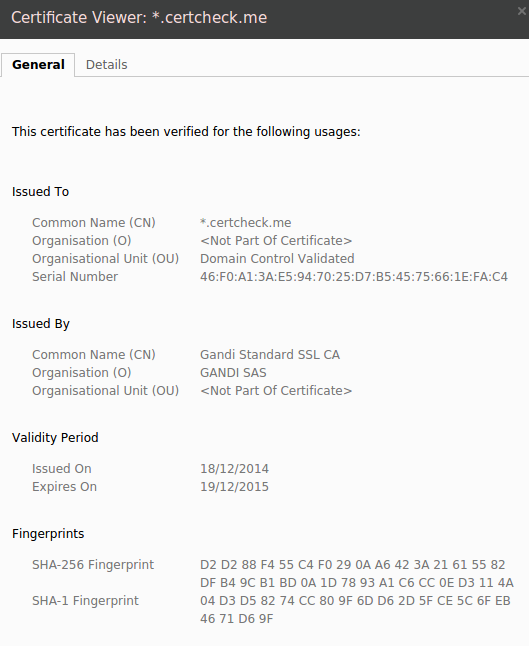 Certificate Viewer: *.certcheck.me
×
General Details
This certificate has been verified for the following usages:
Issued To
Common Name (CN) *.certcheck.me
Organisation (O) <Not Part Of Certificate>
Organisational Unit (OU) Domain Control Validated
Serial Number 46:F0:A1:3A:E5:94:70:25:D7:B5:45:75:66:1E:FA:C4
Issued By
Common Name (CN) Gandi Standard SSL CA
Organisation (O) GANDI SAS
Organisational Unit (OU) <Not Part Of Certificate>
Validity Period
Issued On 18/12/2014
Expires On 19/12/2015
Fingerprints
SHA-256 Fingerprint D2 D2 88 F4 55 C4 F0 29 0A A6 42 3A 21 61 55 82
DF B4 9C B1 BD 0A 1D 78 93 A1 C6 CC 0E D3 11 4A
SHA-1 Fingerprint 04 D3 D5 82 74 CC 80 9F 6D D6 2D 5F CE 5C 6F EB
46 71 D6 9F